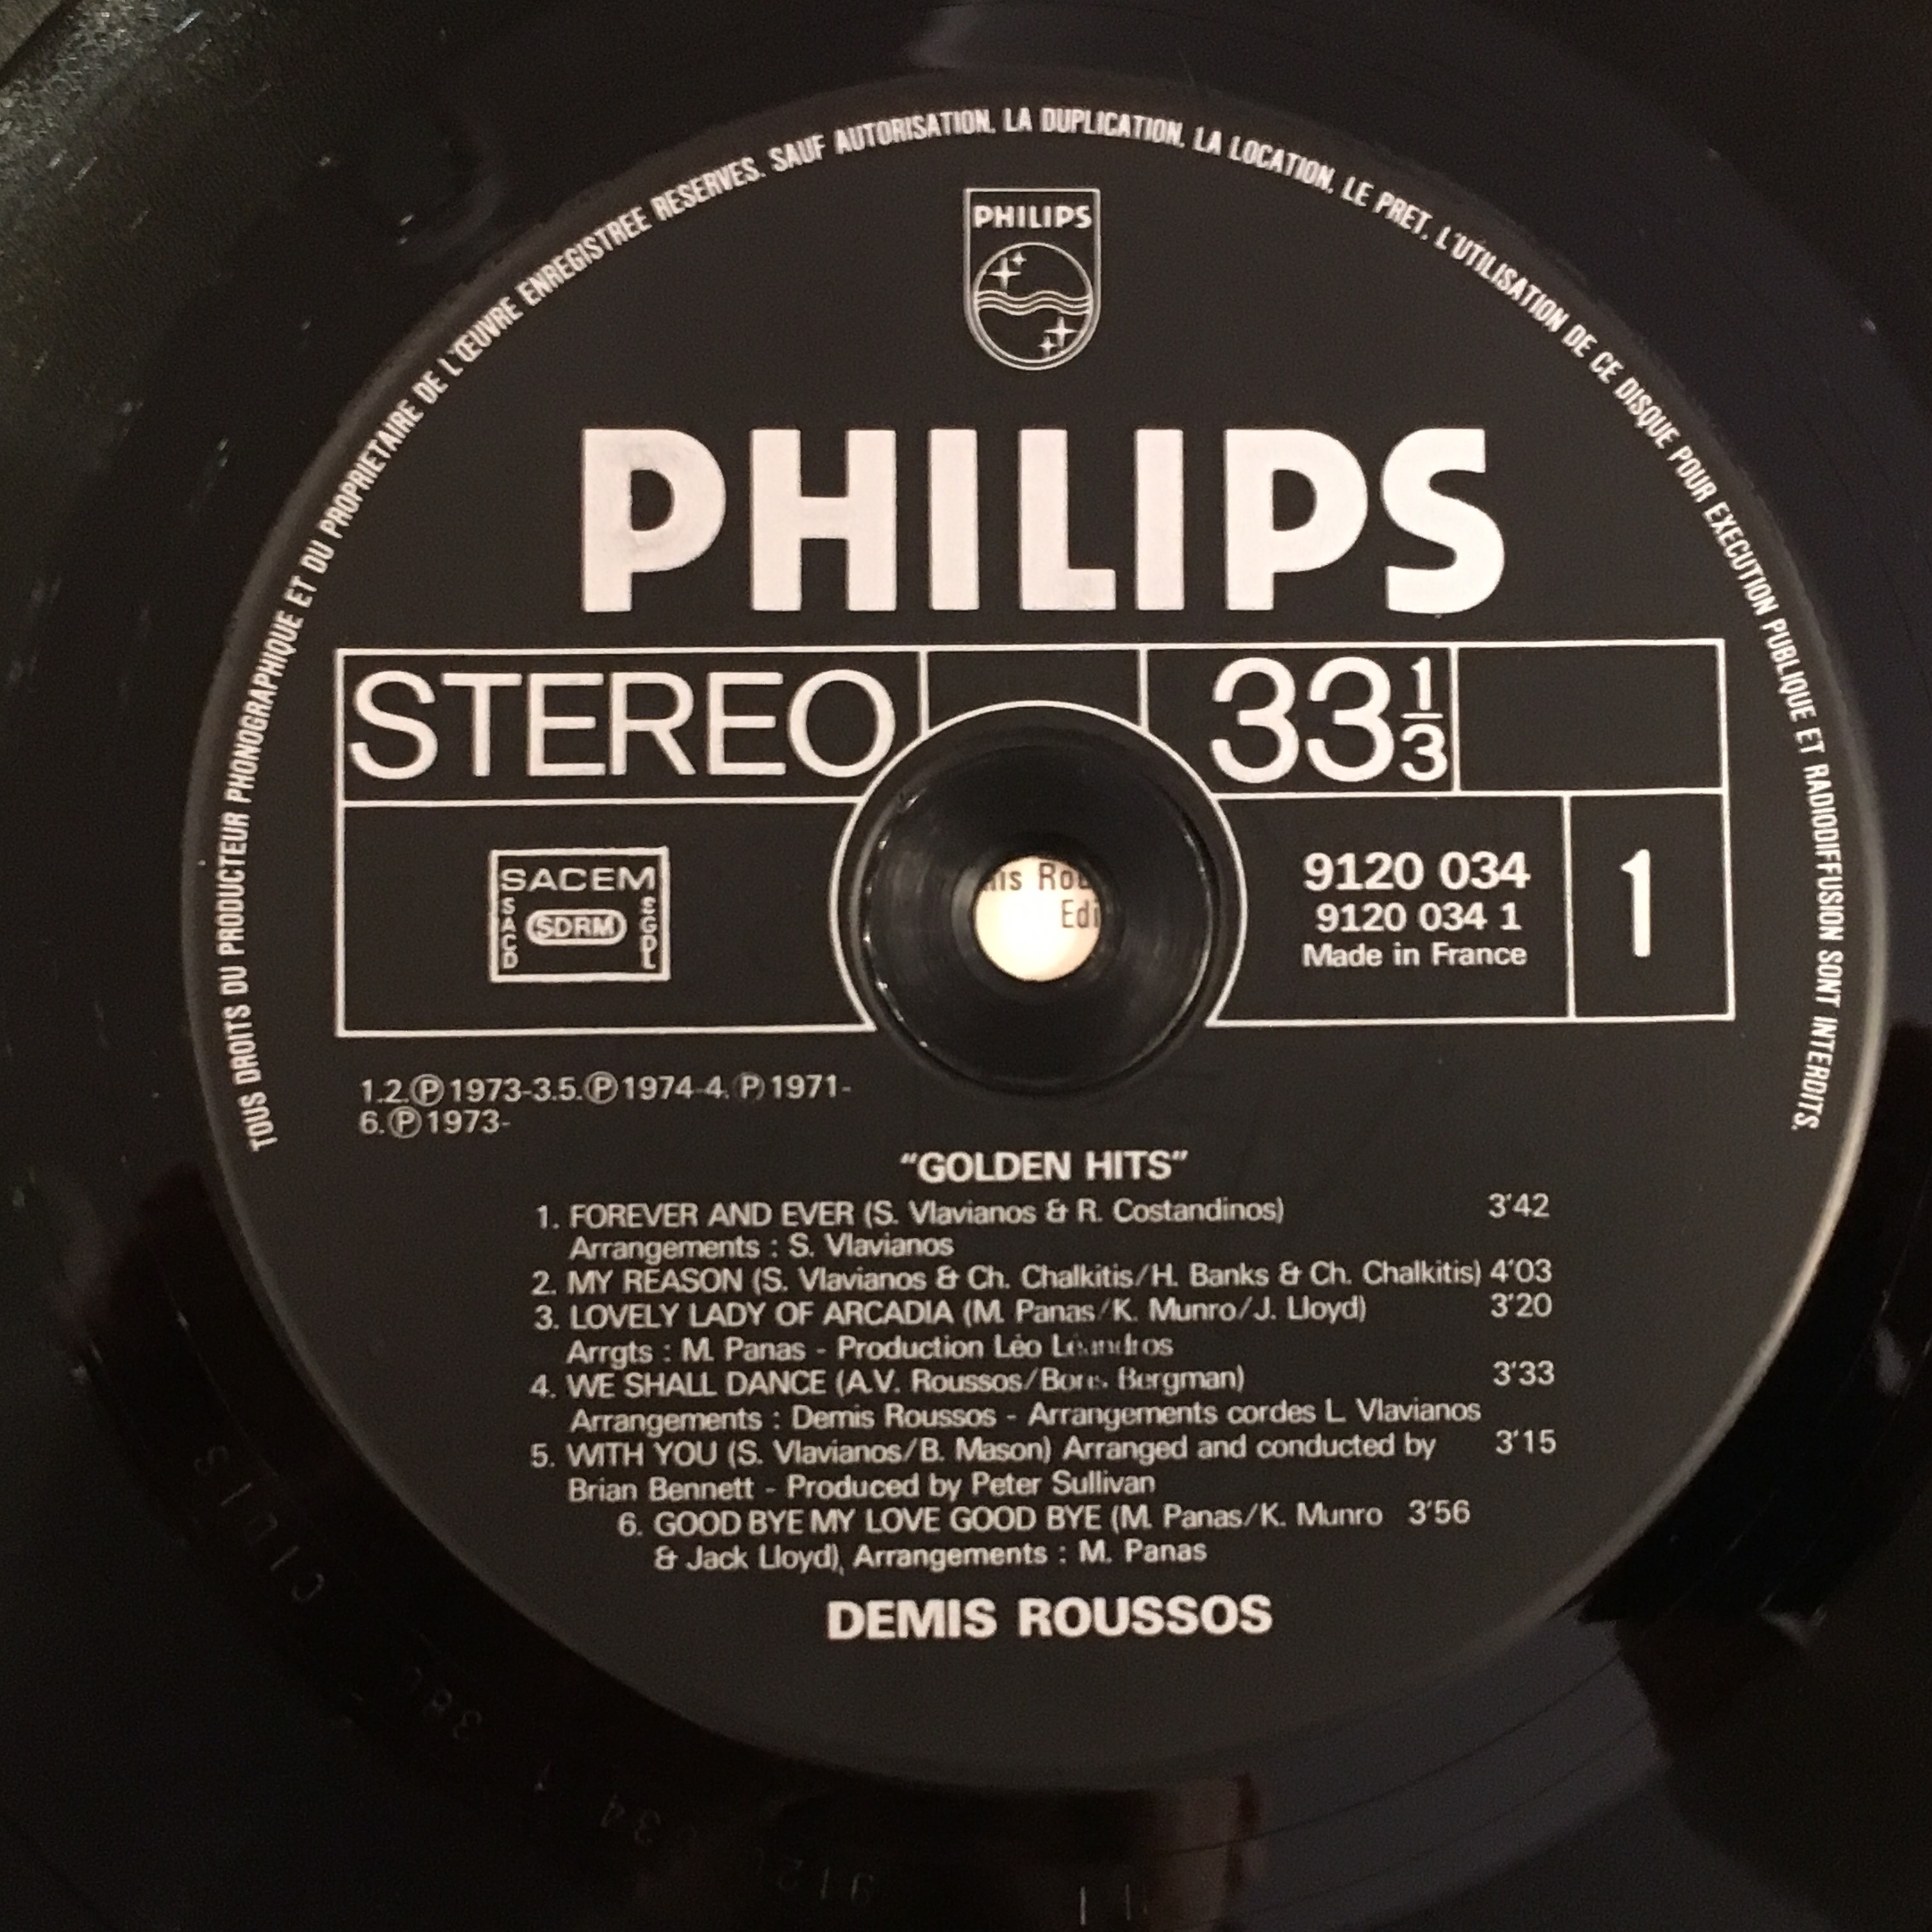 TOUS DROITS DU PRODUCTEUR PHONOGRAPHIQUE ET DU PROPRIETAIRE DE L'ŒUVRE ENREGISTREE RESERVES. SAUF AUTORISATION, LA DUPLICATION, LA LOCATION, LE PRET, L'UTILISATION DE CE DISQUE POUR EXECUTION PUBLIQUE ET RADIODIFFUSION SONT INTERDITS.
PHILIPS
PHILIPS
STEREO
33 1/3
SACEM
SACD
SDRM
SGDL
9120 034
9120 034 1
Made in France
1
1.2.Ⓟ1973-3.5.Ⓟ1974-4.Ⓟ1971-
6.Ⓟ1973-
“GOLDEN HITS”
1. FOREVER AND EVER (S. Vlavianos & R. Costandinos) 3'42
Arrangements : S. Vlavianos
2. MY REASON (S. Vlavianos & Ch. Chalkitis/H. Banks & Ch. Chalkitis) 4'03
3. LOVELY LADY OF ARCADIA (M. Panas/K. Munro/J. Lloyd) 3'20
Arrgts : M. Panas - Production Léo Léandros
4. WE SHALL DANCE (A.V. Roussos/Boris Bergman) 3'33
Arrangements : Demis Roussos - Arrangements cordes L. Vlavianos
5. WITH YOU (S. Vlavianos/B. Mason) Arranged and conducted by 3'15
Brian Bennett - Produced by Peter Sullivan
6. GOOD BYE MY LOVE GOOD BYE (M. Panas/K. Munro 3'56
& Jack Lloyd), Arrangements : M. Panas
DEMIS ROUSSOS